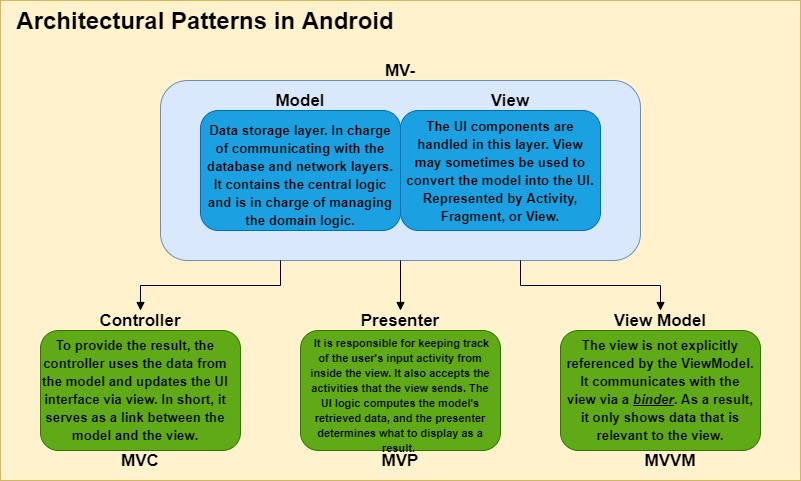 Architectural Patterns in Android
MV-
Model
Data storage layer. In charge
of communicating with the
database and network layers.
It contains the central logic
and is in charge of managing
the domain logic.
View
The UI components are
handled in this layer. View
may sometimes be used to
convert the model into the UI.
Represented by Activity,
Fragment, or View.
Controller
To provide the result, the
controller uses the data from
the model and updates the UI
interface via view. In short, it
serves as a link between the
model and the view.
MVC
Presenter
It is responsible for keeping track
of the user's input activity from
inside the view. It also accepts the
activities that the view sends. The
UI logic computes the model's
retrieved data, and the presenter
determines what to display as a
result.
MVP
View Model
The view is not explicitly
referenced by the ViewModel.
It communicates with the
view via a binder. As a result,
it only shows data that is
relevant to the view.
MVVM